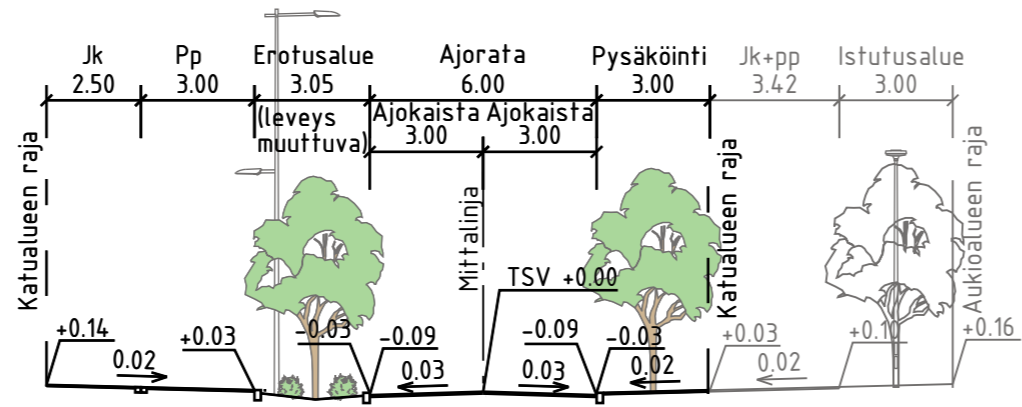 Jk Pp Erotusalue Ajorata Pysäköinti Jk+pp Istutusalue
2.50 3.00 3.05 6.00 3.00 3.42 3.00
(leveys muuttuva)
Ajokaista Ajokaista
3.00 3.00
Katualueen raja
Mittalinja
Katualueen raja
Aukioalueen raja
TSV +0.00
+0.14 +0.03 -0.03 -0.09 -0.09 -0.03 +0.03 +0.10 +0.16
0.02 0.03 0.03 0.02 0.02